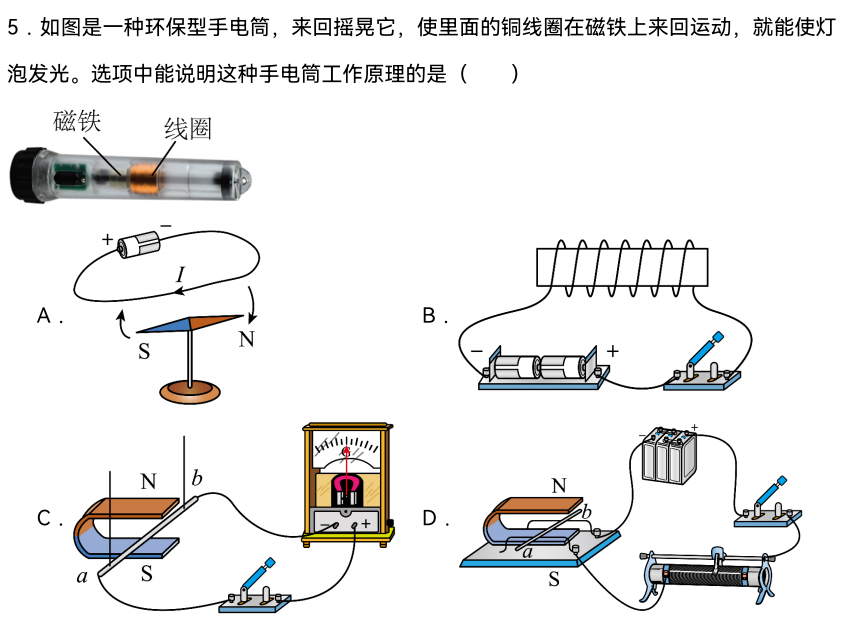 5．如图是一种环保型手电筒，来回摇晃它，使里面的铜线圈在磁铁上来回运动，就能使灯
泡发光。选项中能说明这种手电筒工作原理的是（　　）
磁铁
线圈
+ −
I
A．
S N
B．
− +
C．
N b
a S
G
− +
D．
− +
N
b
a
S